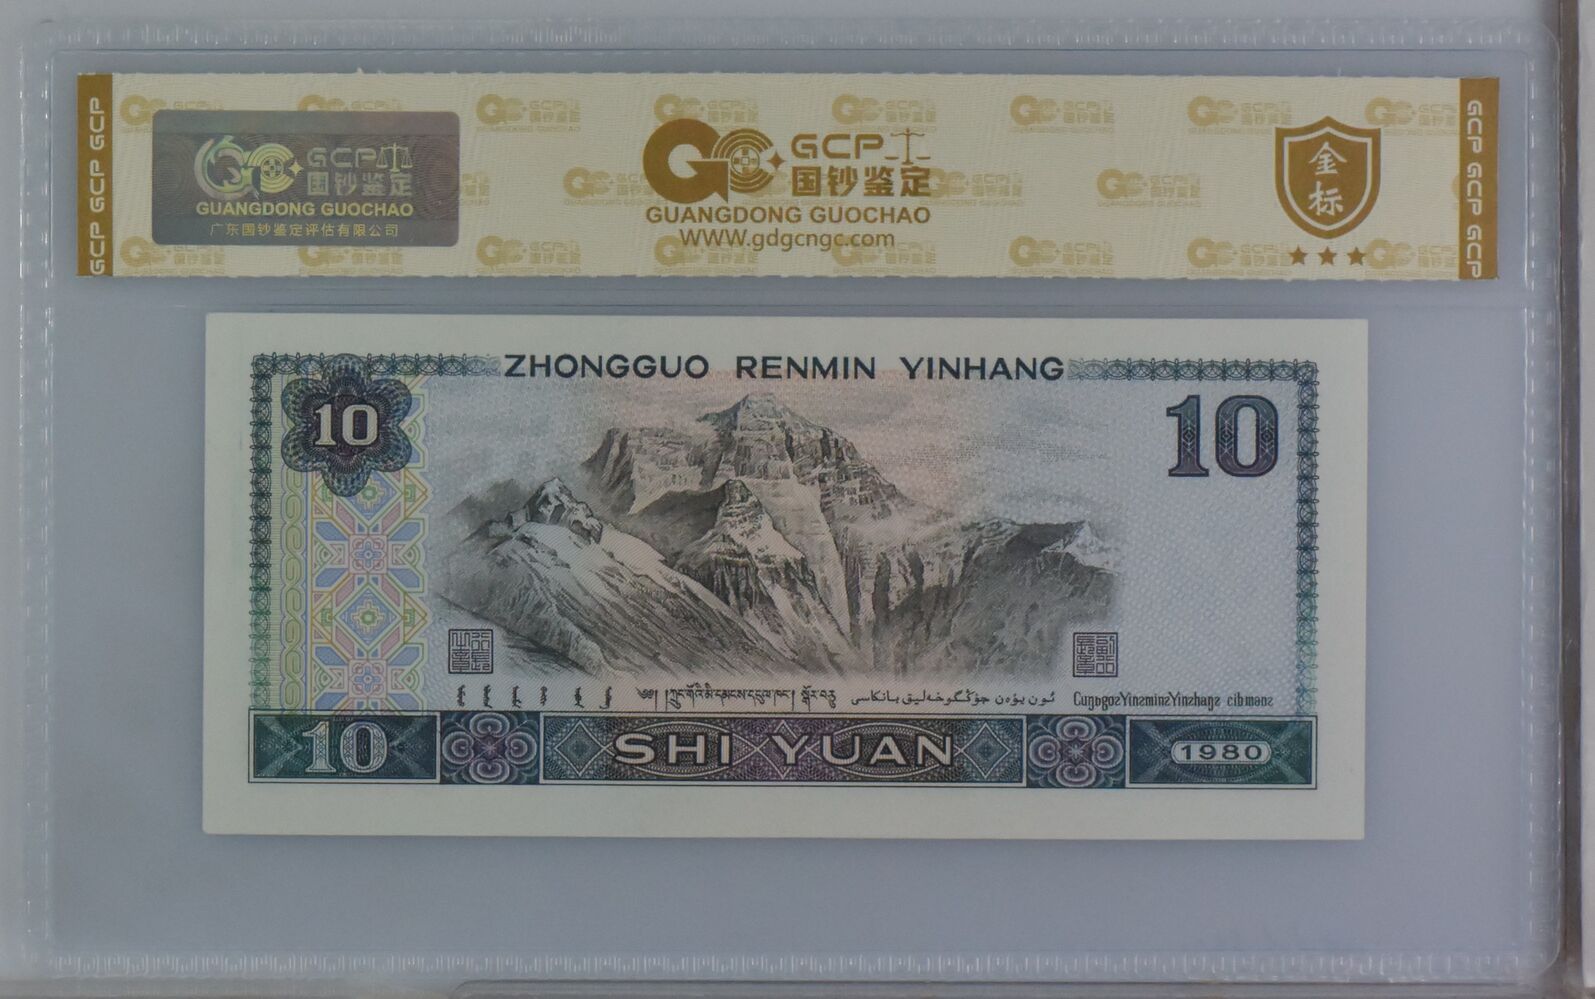 GCP GCP GCP
GCP
国钞鉴定
GUANGDONG GUOCHAO
广东国钞鉴定评估有限公司
GCP
国钞鉴定
GUANGDONG GUOCHAO
WWW.gdgcngc.com
金标
GCP GCP GCP
ZHONGGUO RENMIN YINHANG
10
10
10
SHI YUAN
1980